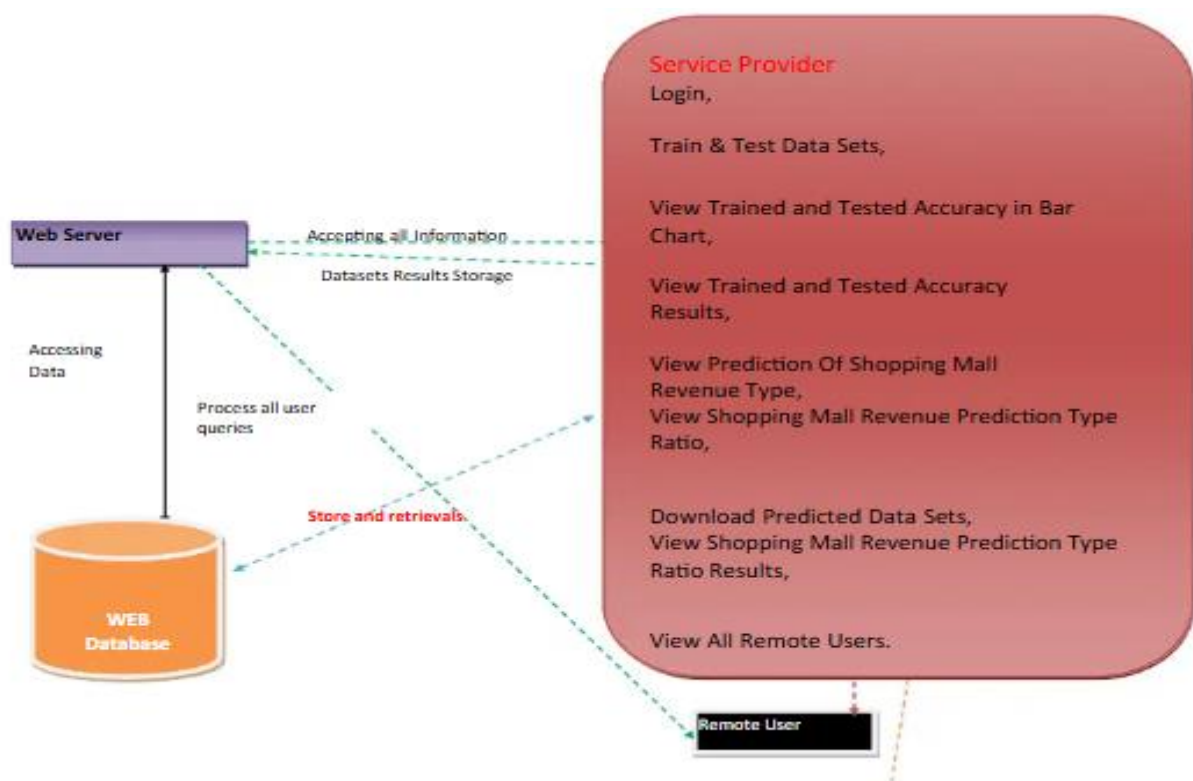 Service Provider
Login,
Train & Test Data Sets,
View Trained and Tested Accuracy in Bar
Chart,
View Trained and Tested Accuracy
Results,
View Prediction Of Shopping Mall
Revenue Type,
View Shopping Mall Revenue Prediction Type
Ratio,
Download Predicted Data Sets,
View Shopping Mall Revenue Prediction Type
Ratio Results,
View All Remote Users.
Web Server
Accepting all Information
Datasets Results Storage
Accessing
Data
Process all user
queries
Store and retrievals
WEB
Database
Remote User